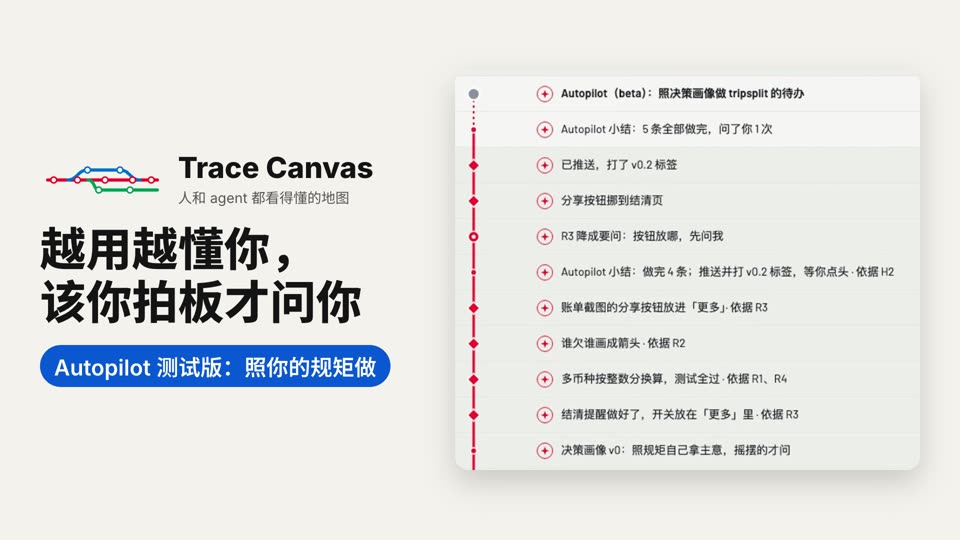 Trace Canvas
人和 agent 都看得懂的地图
越用越懂你，
该你拍板才问你
Autopilot 测试版：照你的规矩做
Autopilot（beta）：照决策画像做 tripsplit 的待办
Autopilot 小结：5 条全部做完，问了你 1 次
已推送，打了 v0.2 标签
分享按钮挪到结清页
R3 降成要问：按钮放哪，先问我
Autopilot 小结：做完 4 条；推送并打 v0.2 标签，等你点头 · 依据 H2
账单截图的分享按钮放进「更多」· 依据 R3
谁欠谁画成箭头 · 依据 R2
多币种按整数分换算，测试全过 · 依据 R1、R4
结清提醒做好了，开关放在「更多」里 · 依据 R3
决策画像 v0：照规矩自己拿主意，摇摆的才问